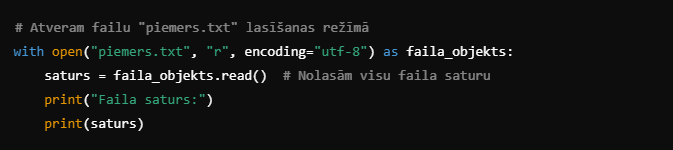 # Atveram failu "piemers.txt" lasīšanas režīmā
with open("piemers.txt", "r", encoding="utf-8") as faila_objekts:
    saturs = faila_objekts.read()  # Nolasām visu faila saturu
    print("Faila saturs:")
    print(saturs)